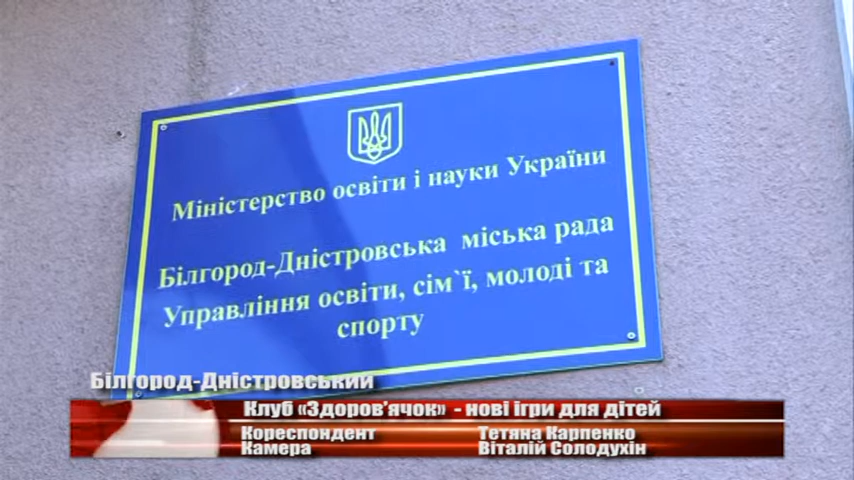 Міністерство освіти і науки України
Білгород-Дністровська міська рада
Управління освіти, сім`ї, молоді та
спорту
Білгород-Дністровський
Клуб «Здоров'ячок» - нові ігри для дітей
Кореспондент Тетяна Карпенко
Камера Віталій Солодухін